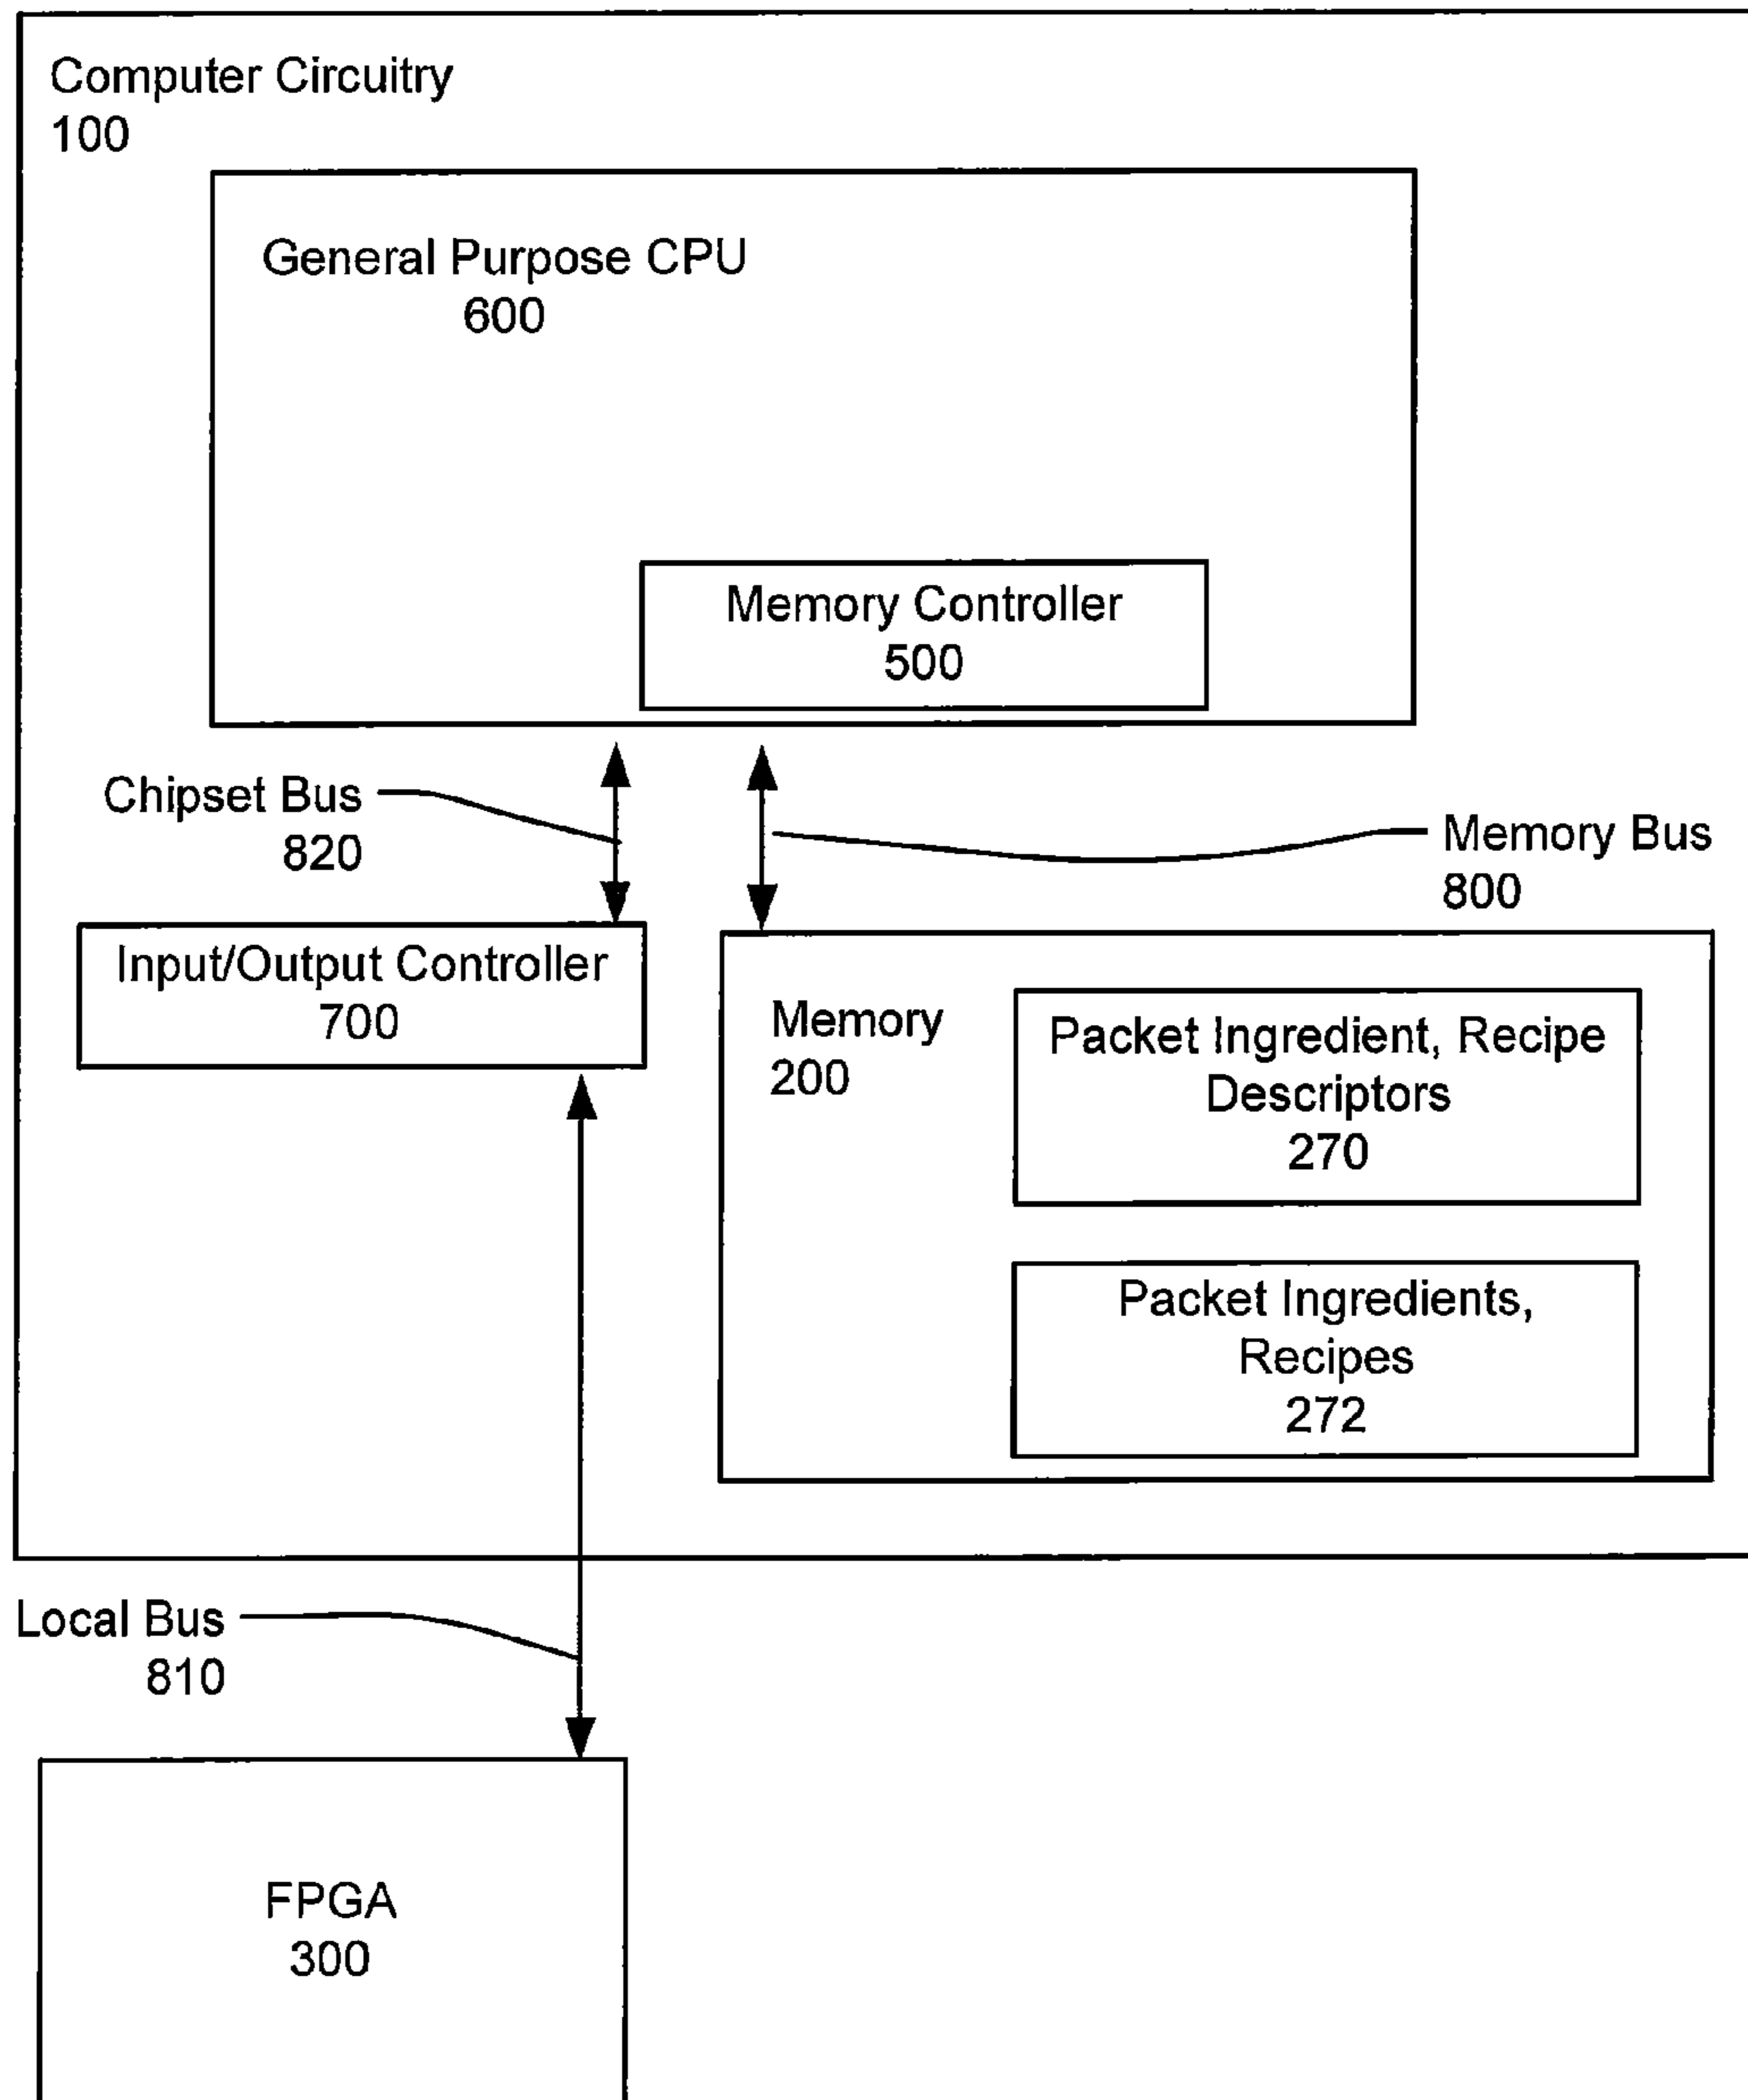 Computer Circuitry
100
General Purpose CPU
600
Memory Controller
500
Chipset Bus
820
Memory Bus
800
Input/Output Controller
700
Memory
200
Packet Ingredient, Recipe
Descriptors
270
Packet Ingredients,
Recipes
272
Local Bus
810
FPGA
300